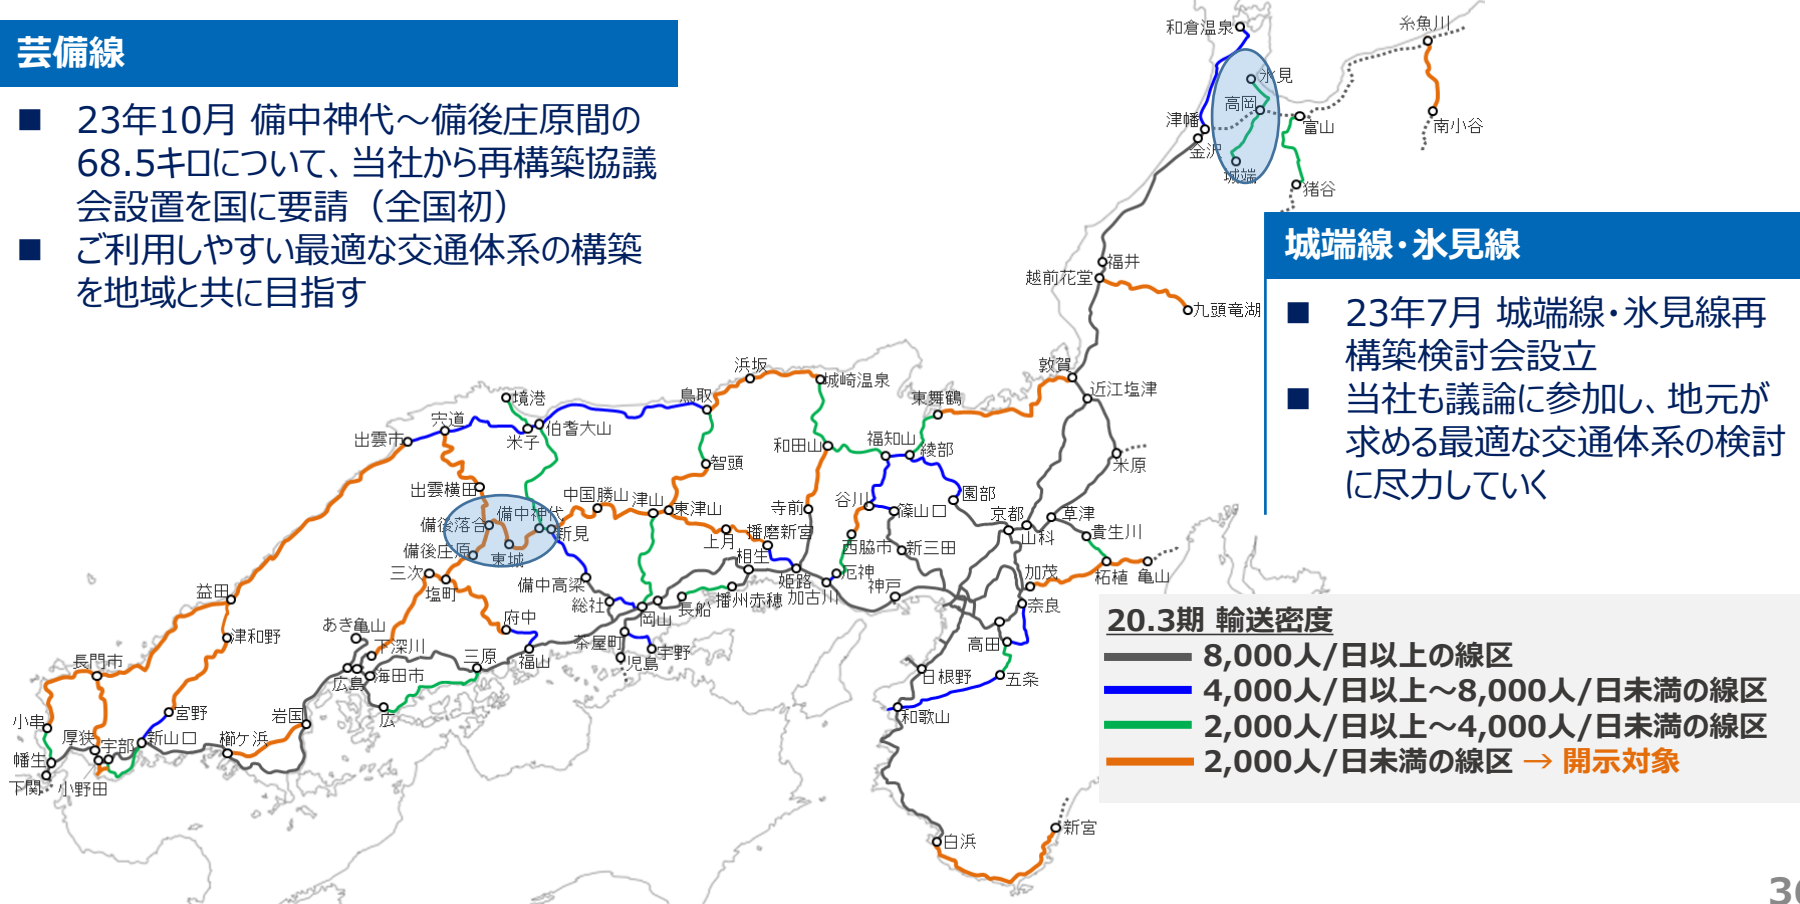 芸備線
■ 23年10月 備中神代～備後庄原間の
68.5キロについて、当社から再構築協議
会設置を国に要請（全国初）
■ ご利用しやすい最適な交通体系の構築
を地域と共に目指す
城端線・氷見線
■ 23年7月 城端線・氷見線再
構築検討会設立
■ 当社も議論に参加し、地元が
求める最適な交通体系の検討
に尽力していく
和倉温泉
糸魚川
氷見
高岡
津幡
富山
南小谷
金沢
城端
猪谷
福井
越前花堂
九頭竜湖
敦賀
近江塩津
浜坂
城崎温泉
鳥取
東舞鶴
境港
宍道
伯耆大山
出雲市
米子
和田山
福知山
綾部
米原
智頭
出雲横田
中国勝山
津山
東津山
寺前
谷川
篠山口
園部
京都
山科
草津
貴生川
備後落合
備中神代
新見
上月
播磨新宮
西脇市
新三田
備後庄原
東城
相生
三次
塩町
備中高梁
姫路
厄神
神戸
加茂
柘植
亀山
益田
総社
岡山
長船
播州赤穂
加古川
奈良
府中
津和野
あき亀山
下深川
三原
福山
茶屋町
児島
宇野
高田
長門市
広島
海田市
日根野
五条
小串
宮野
岩国
広
和歌山
厚狭
宇部
新山口
櫛ケ浜
幡生
下関
小野田
白浜
新宮
20.3期 輸送密度
8,000人/日以上の線区
4,000人/日以上～8,000人/日未満の線区
2,000人/日以上～4,000人/日未満の線区
2,000人/日未満の線区 → 開示対象